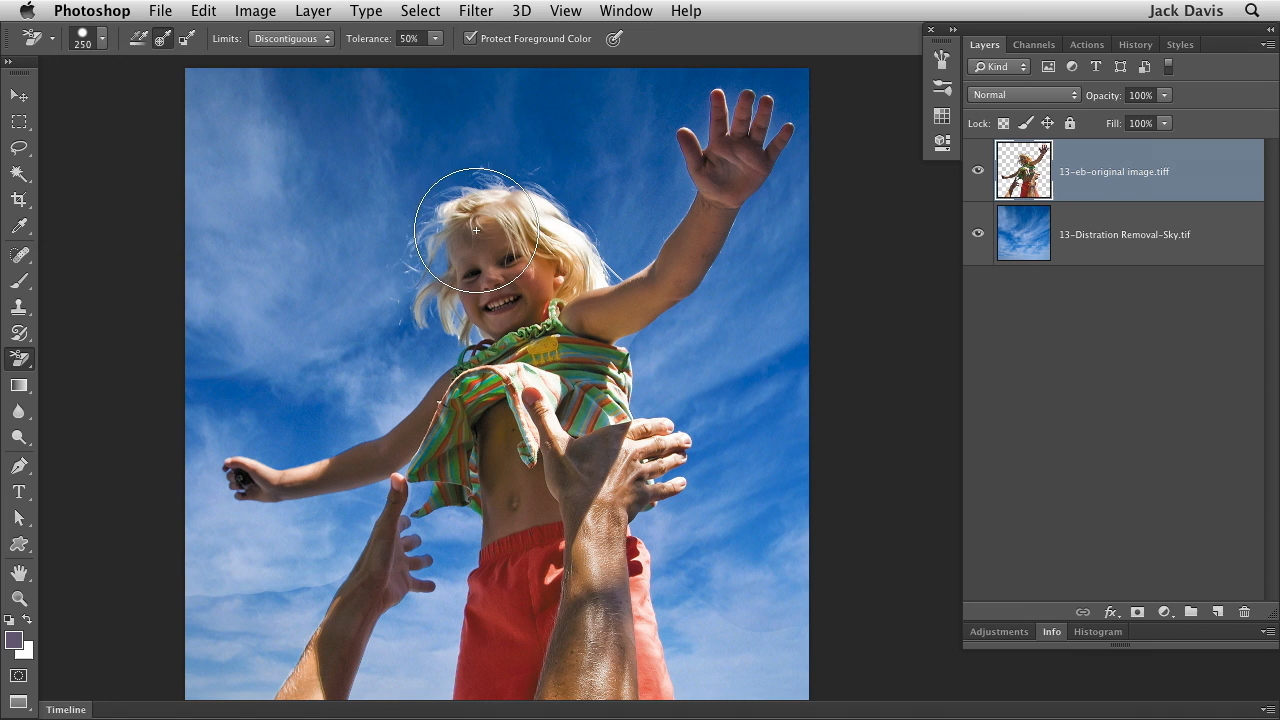 Photoshop File Edit Image Layer Type Select Filter 3D View Window Help Jack Davis
250 Limits: Discontiguous Tolerance: 50% Protect Foreground Color
Layers Channels Actions History Styles
Kind
Normal Opacity: 100%
Lock: Fill: 100%
13-eb-original image.tiff
13-Distration Removal-Sky.tif
Adjustments Info Histogram
Timeline